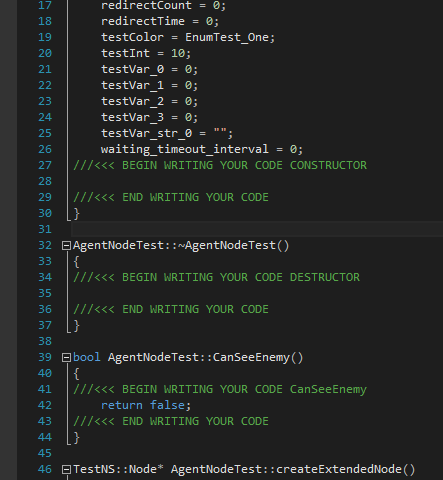 17 redirectCount = 0;
18 redirectTime = 0;
19 testColor = EnumTest_One;
20 testInt = 10;
21 testVar_0 = 0;
22 testVar_1 = 0;
23 testVar_2 = 0;
24 testVar_3 = 0;
25 testVar_str_0 = "";
26 waiting_timeout_interval = 0;
27 ///<<< BEGIN WRITING YOUR CODE CONSTRUCTOR
28
29 ///<<< END WRITING YOUR CODE
30 }
31
32 AgentNodeTest::~AgentNodeTest()
33 {
34 ///<<< BEGIN WRITING YOUR CODE DESTRUCTOR
35
36 ///<<< END WRITING YOUR CODE
37 }
38
39 bool AgentNodeTest::CanSeeEnemy()
40 {
41 ///<<< BEGIN WRITING YOUR CODE CanSeeEnemy
42 return false;
43 ///<<< END WRITING YOUR CODE
44 }
45
46 TestNS::Node* AgentNodeTest::createExtendedNode()